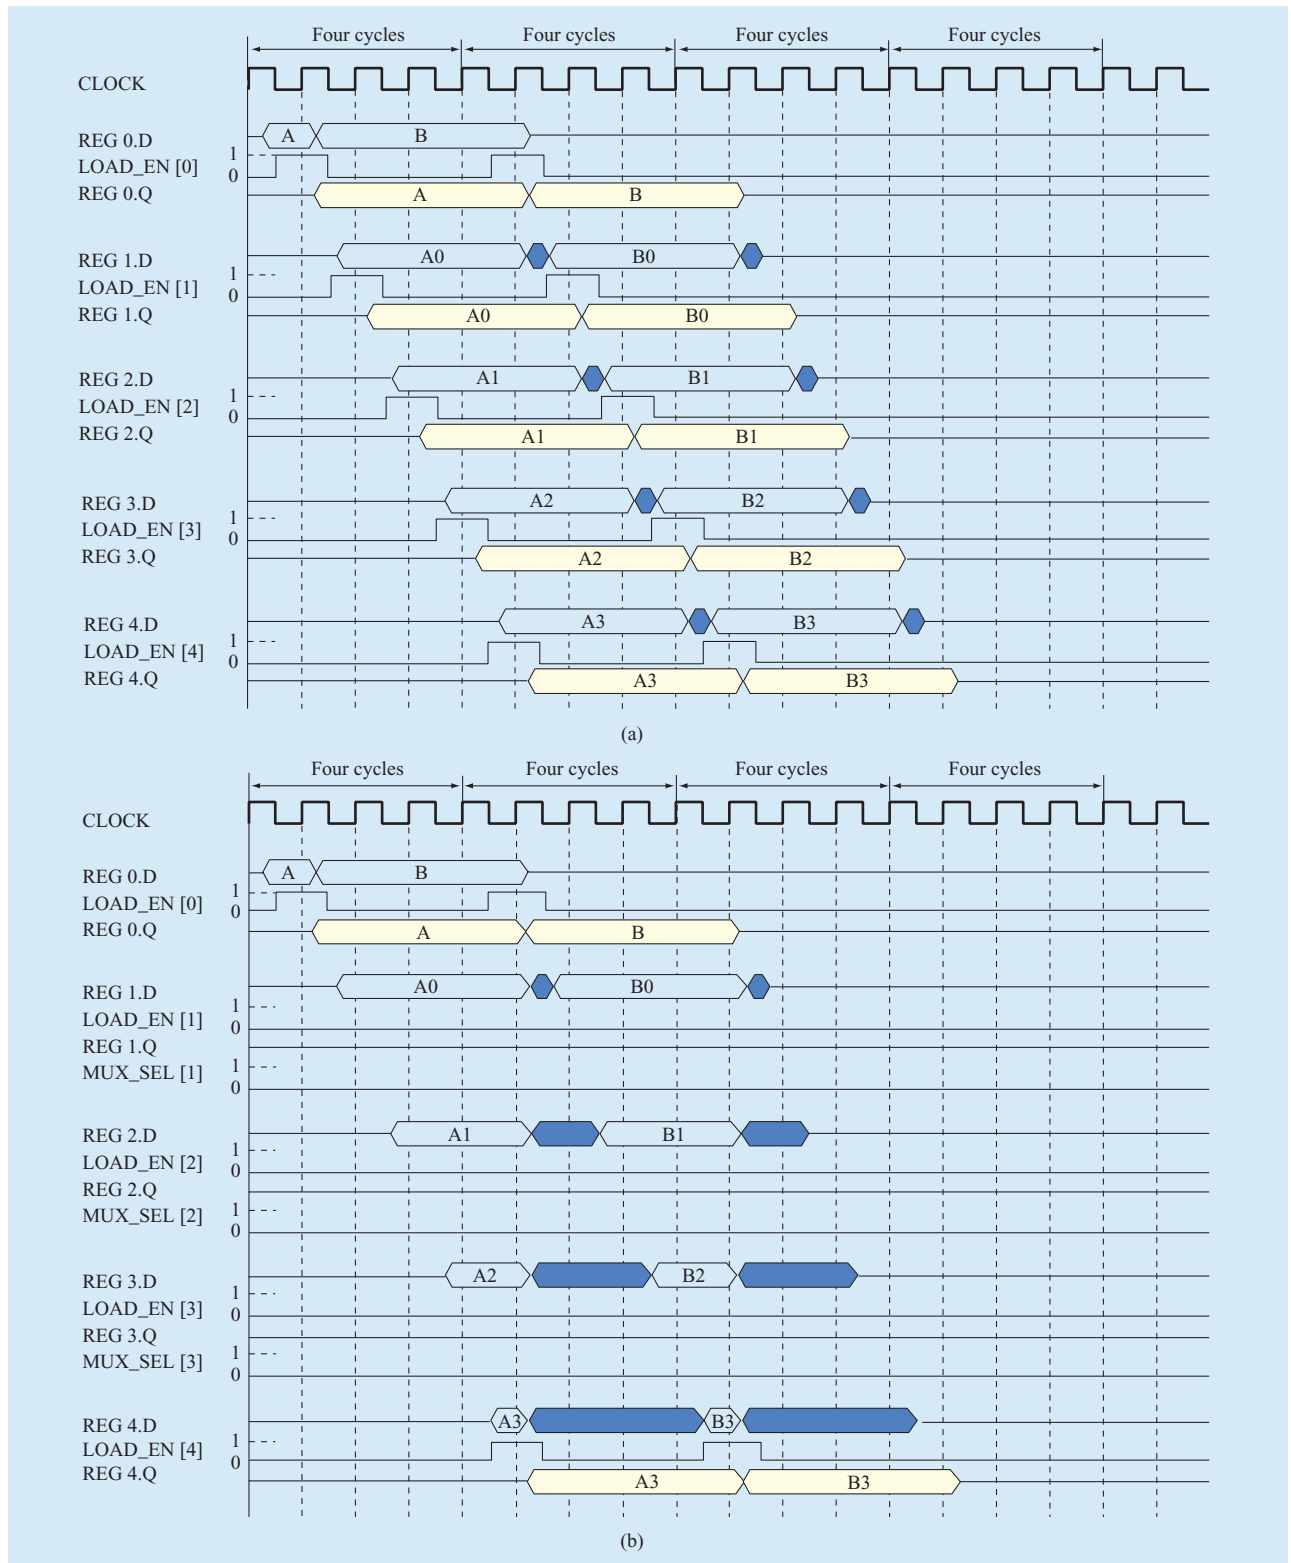 Four cycles Four cycles Four cycles Four cycles
CLOCK
REG 0.D A B
LOAD_EN [0] 1 0
REG 0.Q A B
REG 1.D A0 B0
LOAD_EN [1] 1 0
REG 1.Q A0 B0
REG 2.D A1 B1
LOAD_EN [2] 1 0
REG 2.Q A1 B1
REG 3.D A2 B2
LOAD_EN [3] 1 0
REG 3.Q A2 B2
REG 4.D A3 B3
LOAD_EN [4] 1 0
REG 4.Q A3 B3
(a)
Four cycles Four cycles Four cycles Four cycles
CLOCK
REG 0.D A B
LOAD_EN [0] 1 0
REG 0.Q A B
REG 1.D A0 B0
LOAD_EN [1] 1 0
REG 1.Q
MUX_SEL [1] 1 0
REG 2.D A1 B1
LOAD_EN [2] 1 0
REG 2.Q
MUX_SEL [2] 1 0
REG 3.D A2 B2
LOAD_EN [3] 1 0
REG 3.Q
MUX_SEL [3] 1 0
REG 4.D A3 B3
LOAD_EN [4] 1 0
REG 4.Q A3 B3
(b)